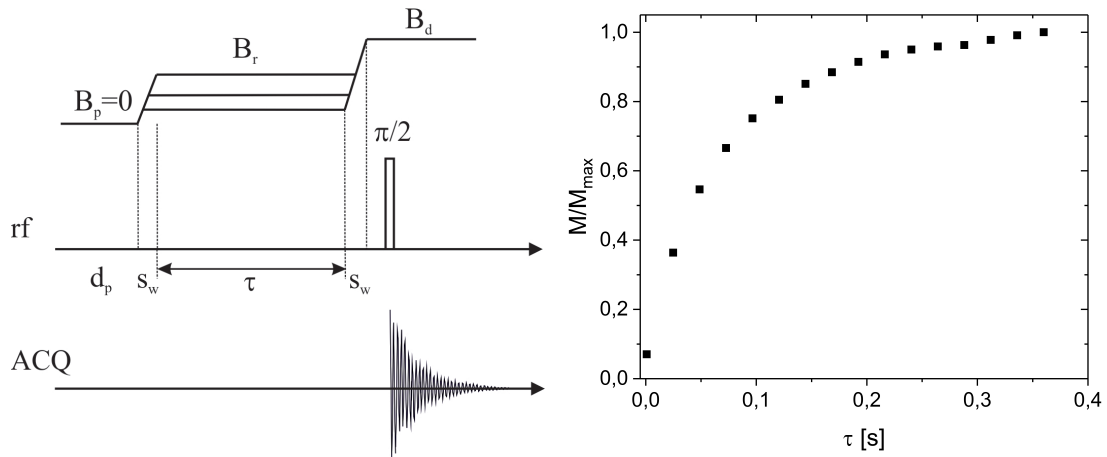 B_r
B_d
B_p=0
π/2
rf
d_p
s_w
τ
s_w
ACQ
M/M_max
1,0
0,8
0,6
0,4
0,2
0,0
0,0
0,1
0,2
0,3
0,4
τ [s]